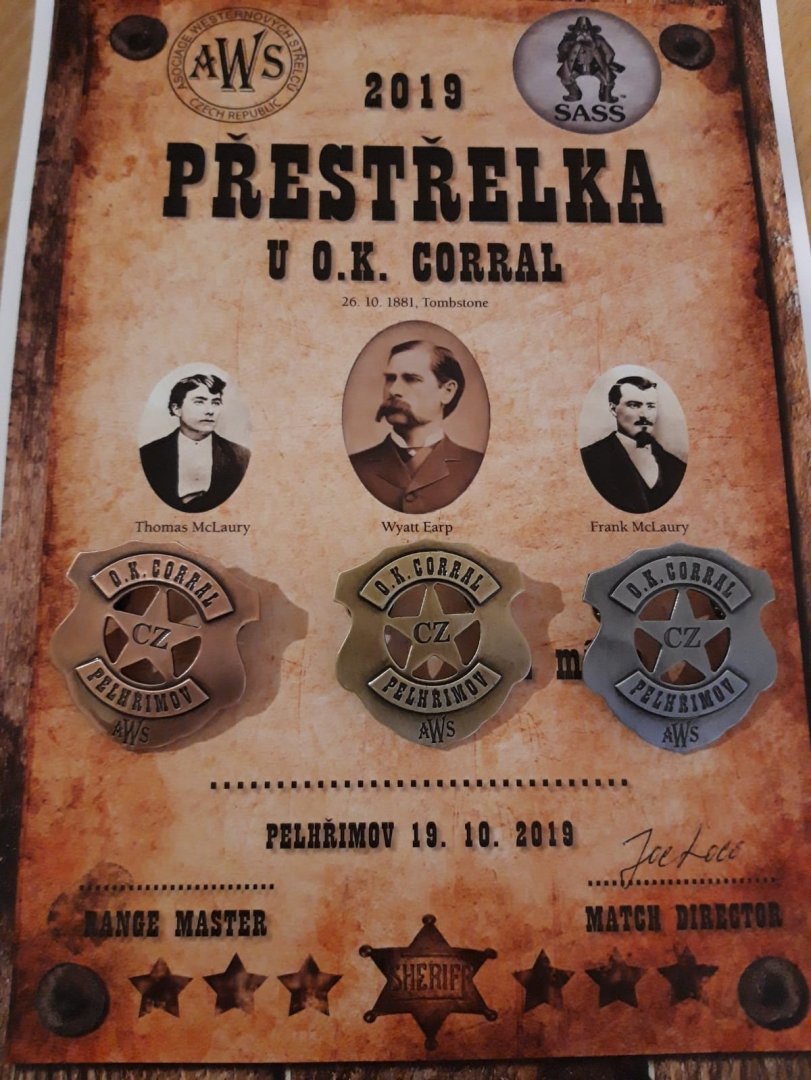 ASOCIACE WESTERNOVÝCH STŘELCŮ
AWS
CZECH REPUBLIC
SASS
2019
PŘESTŘELKA
U O.K. CORRAL
26. 10. 1881, Tombstone
Thomas McLaury
Wyatt Earp
Frank McLaury
O.K. CORRAL
CZ
PELHŘIMOV
AWS
O.K. CORRAL
CZ
PELHŘIMOV
AWS
O.K. CORRAL
CZ
PELHŘIMOV
AWS
PELHŘIMOV 19. 10. 2019
Joe Loco
RANGE MASTER
MATCH DIRECTOR
SHERIFF